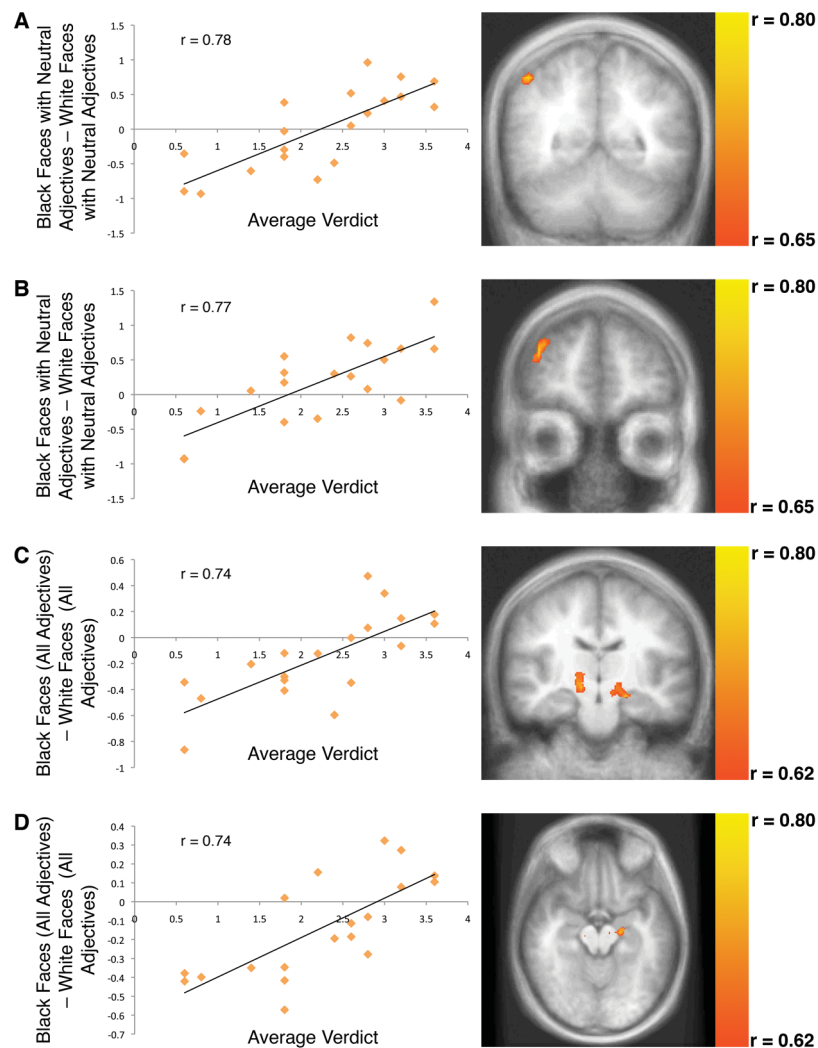 A
Black Faces with Neutral
Adjectives – White Faces
with Neutral Adjectives
1.5
1
0.5
0
-0.5
-1
-1.5
0 0.5 1 1.5 2 2.5 3 3.5 4
r = 0.78
Average Verdict
r = 0.80
r = 0.65
B
Black Faces with Neutral
Adjectives – White Faces
with Neutral Adjectives
1.5
1
0.5
0
-0.5
-1
-1.5
0 0.5 1 1.5 2 2.5 3 3.5 4
r = 0.77
Average Verdict
r = 0.80
r = 0.65
C
Black Faces (All Adjectives)
– White Faces (All
Adjectives)
0.6
0.4
0.2
0
-0.2
-0.4
-0.6
-0.8
-1
0 0.5 1 1.5 2 2.5 3 3.5 4
r = 0.74
Average Verdict
r = 0.80
r = 0.62
D
Black Faces (All Adjectives)
– White Faces (All
Adjectives)
0.4
0.3
0.2
0.1
0
-0.1
-0.2
-0.3
-0.4
-0.5
-0.6
-0.7
0 0.5 1 1.5 2 2.5 3 3.5 4
r = 0.74
Average Verdict
r = 0.80
r = 0.62